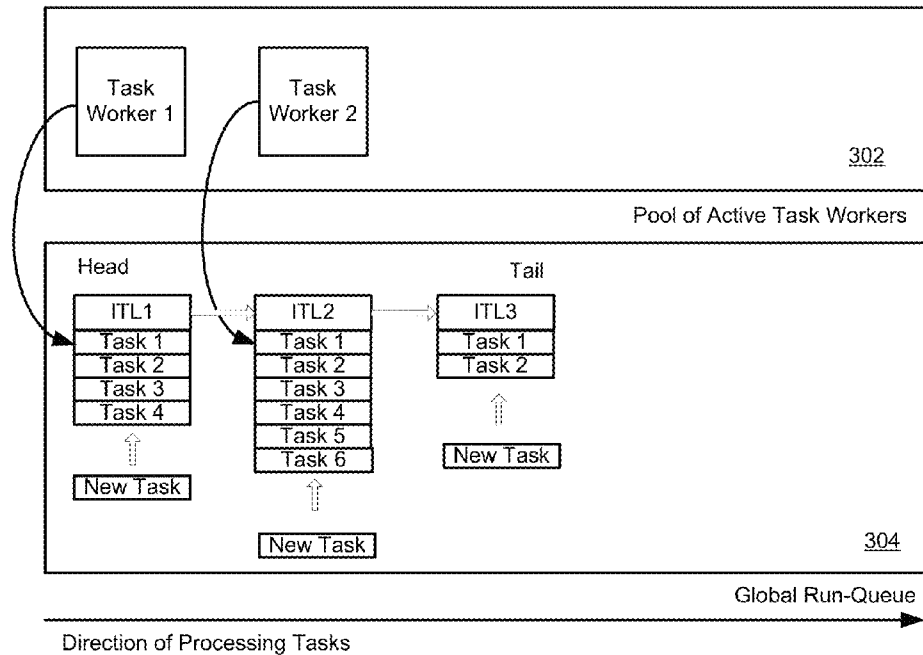 Task
Worker 1
Task
Worker 2
302
Pool of Active Task Workers
Head
Tail
ITL1
Task 1
Task 2
Task 3
Task 4
New Task
ITL2
Task 1
Task 2
Task 3
Task 4
Task 5
Task 6
New Task
ITL3
Task 1
Task 2
New Task
304
Global Run-Queue
Direction of Processing Tasks